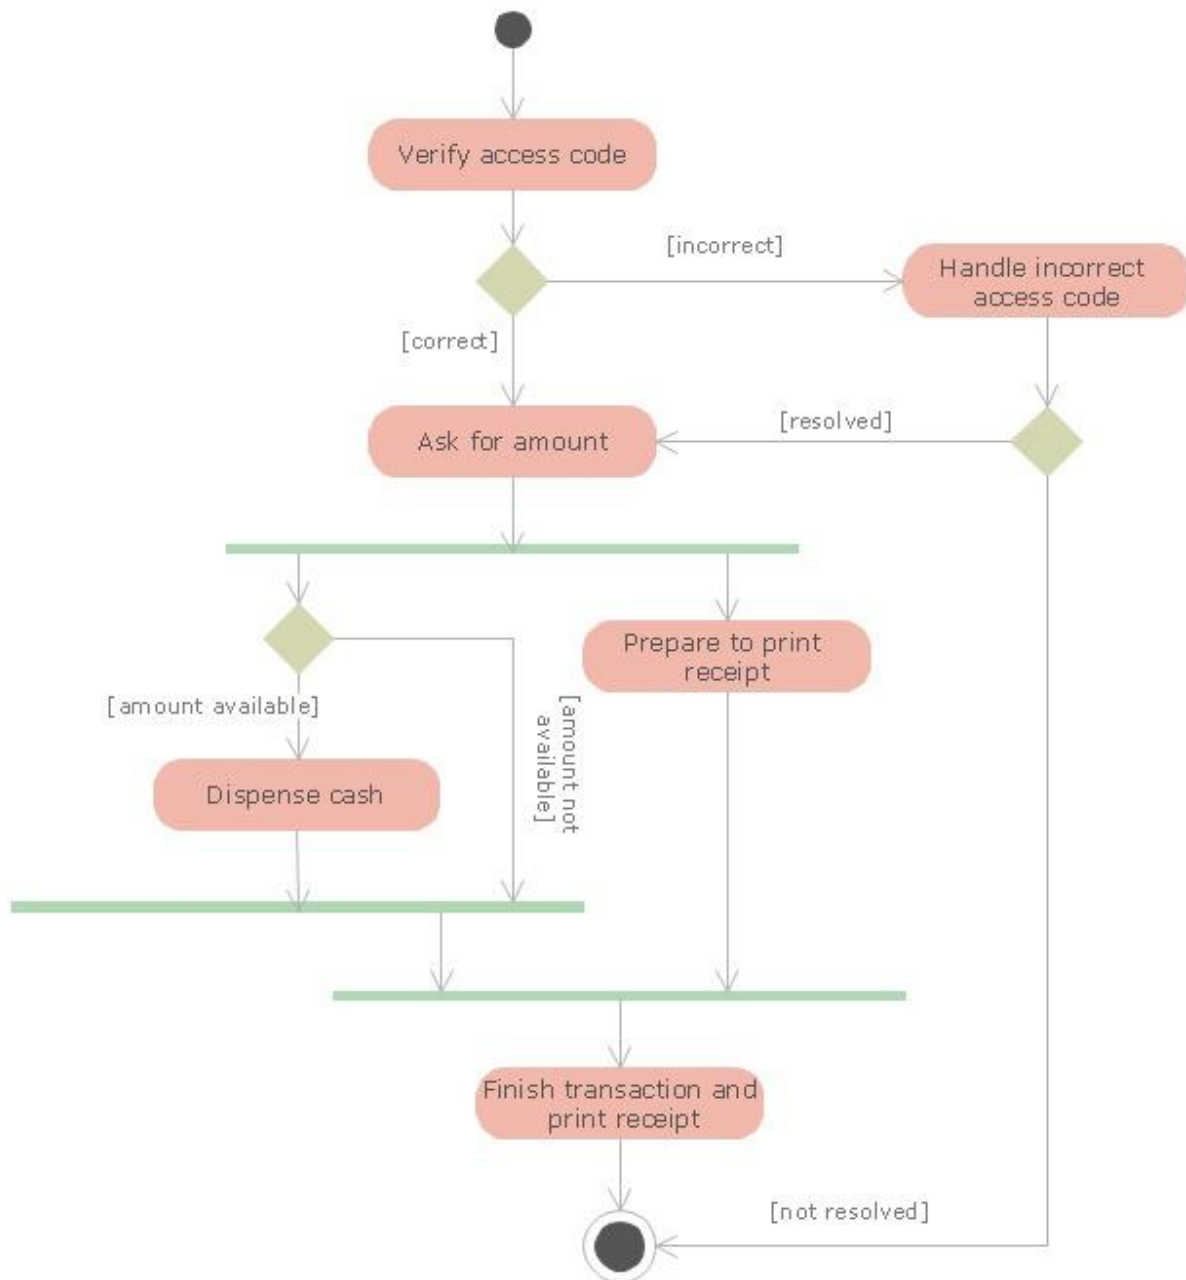 Verify access code
[incorrect]
Handle incorrect
access code
[correct]
[resolved]
Ask for amount
Prepare to print
receipt
[amount available]
[amount not
available]
Dispense cash
Finish transaction and
print receipt
[not resolved]